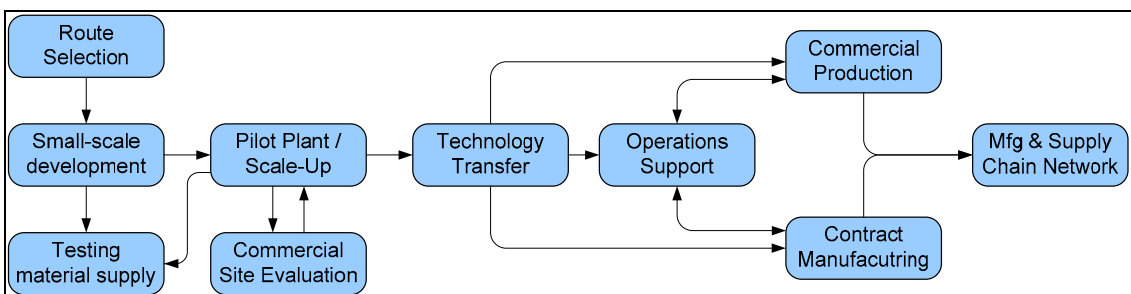 Route
Selection
Small-scale
development
Testing
material supply
Pilot Plant /
Scale-Up
Commercial
Site Evaluation
Technology
Transfer
Operations
Support
Commercial
Production
Contract
Manufacutring
Mfg & Supply
Chain Network